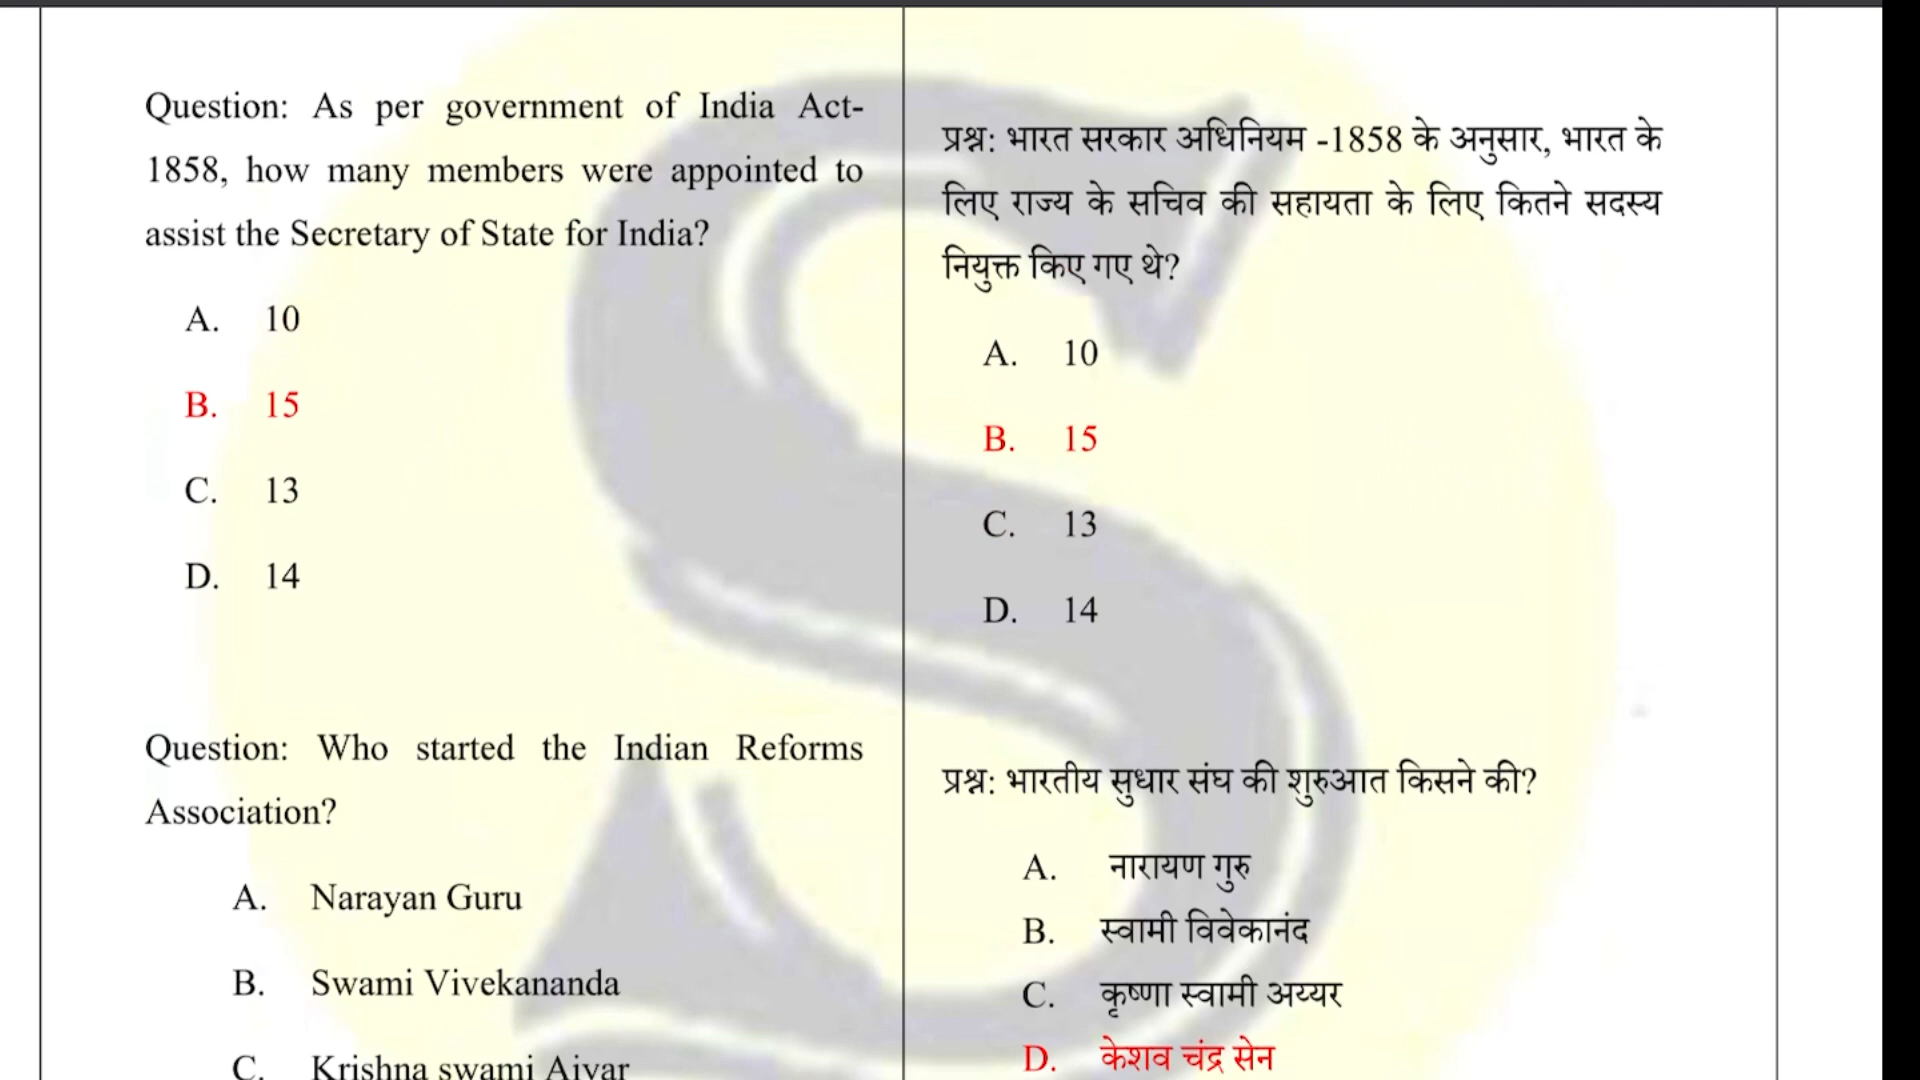 Question: As per government of India Act-
1858, how many members were appointed to
assist the Secretary of State for India?
A. 10
B. 15
C. 13
D. 14
Question: Who started the Indian Reforms
Association?
A. Narayan Guru
B. Swami Vivekananda
C. Krishna swami Aiyar
प्रश्न: भारत सरकार अधिनियम -1858 के अनुसार, भारत के
लिए राज्य के सचिव की सहायता के लिए कितने सदस्य
नियुक्त किए गए थे?
A. 10
B. 15
C. 13
D. 14
प्रश्न: भारतीय सुधार संघ की शुरुआत किसने की?
A. नारायण गुरु
B. स्वामी विवेकानंद
C. कृष्णा स्वामी अय्यर
D. केशव चंद्र सेन